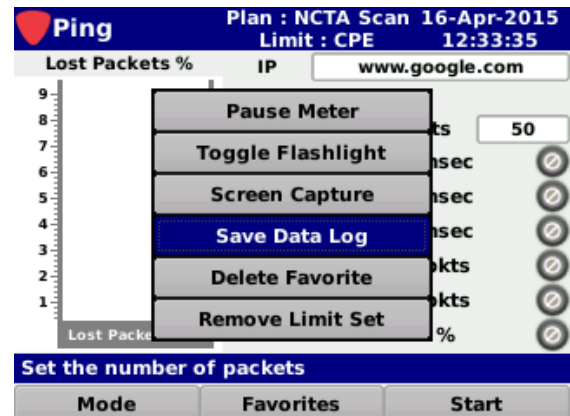 Ping
Plan : NCTA Scan 16-Apr-2015
Limit : CPE 12:33:35
Lost Packets %
IP www.google.com
9
8
7
6
5
4
3
2
1
Pause Meter
Toggle Flashlight
Screen Capture
Save Data Log
Delete Favorite
Remove Limit Set
50
%
Set the number of packets
Mode Favorites Start